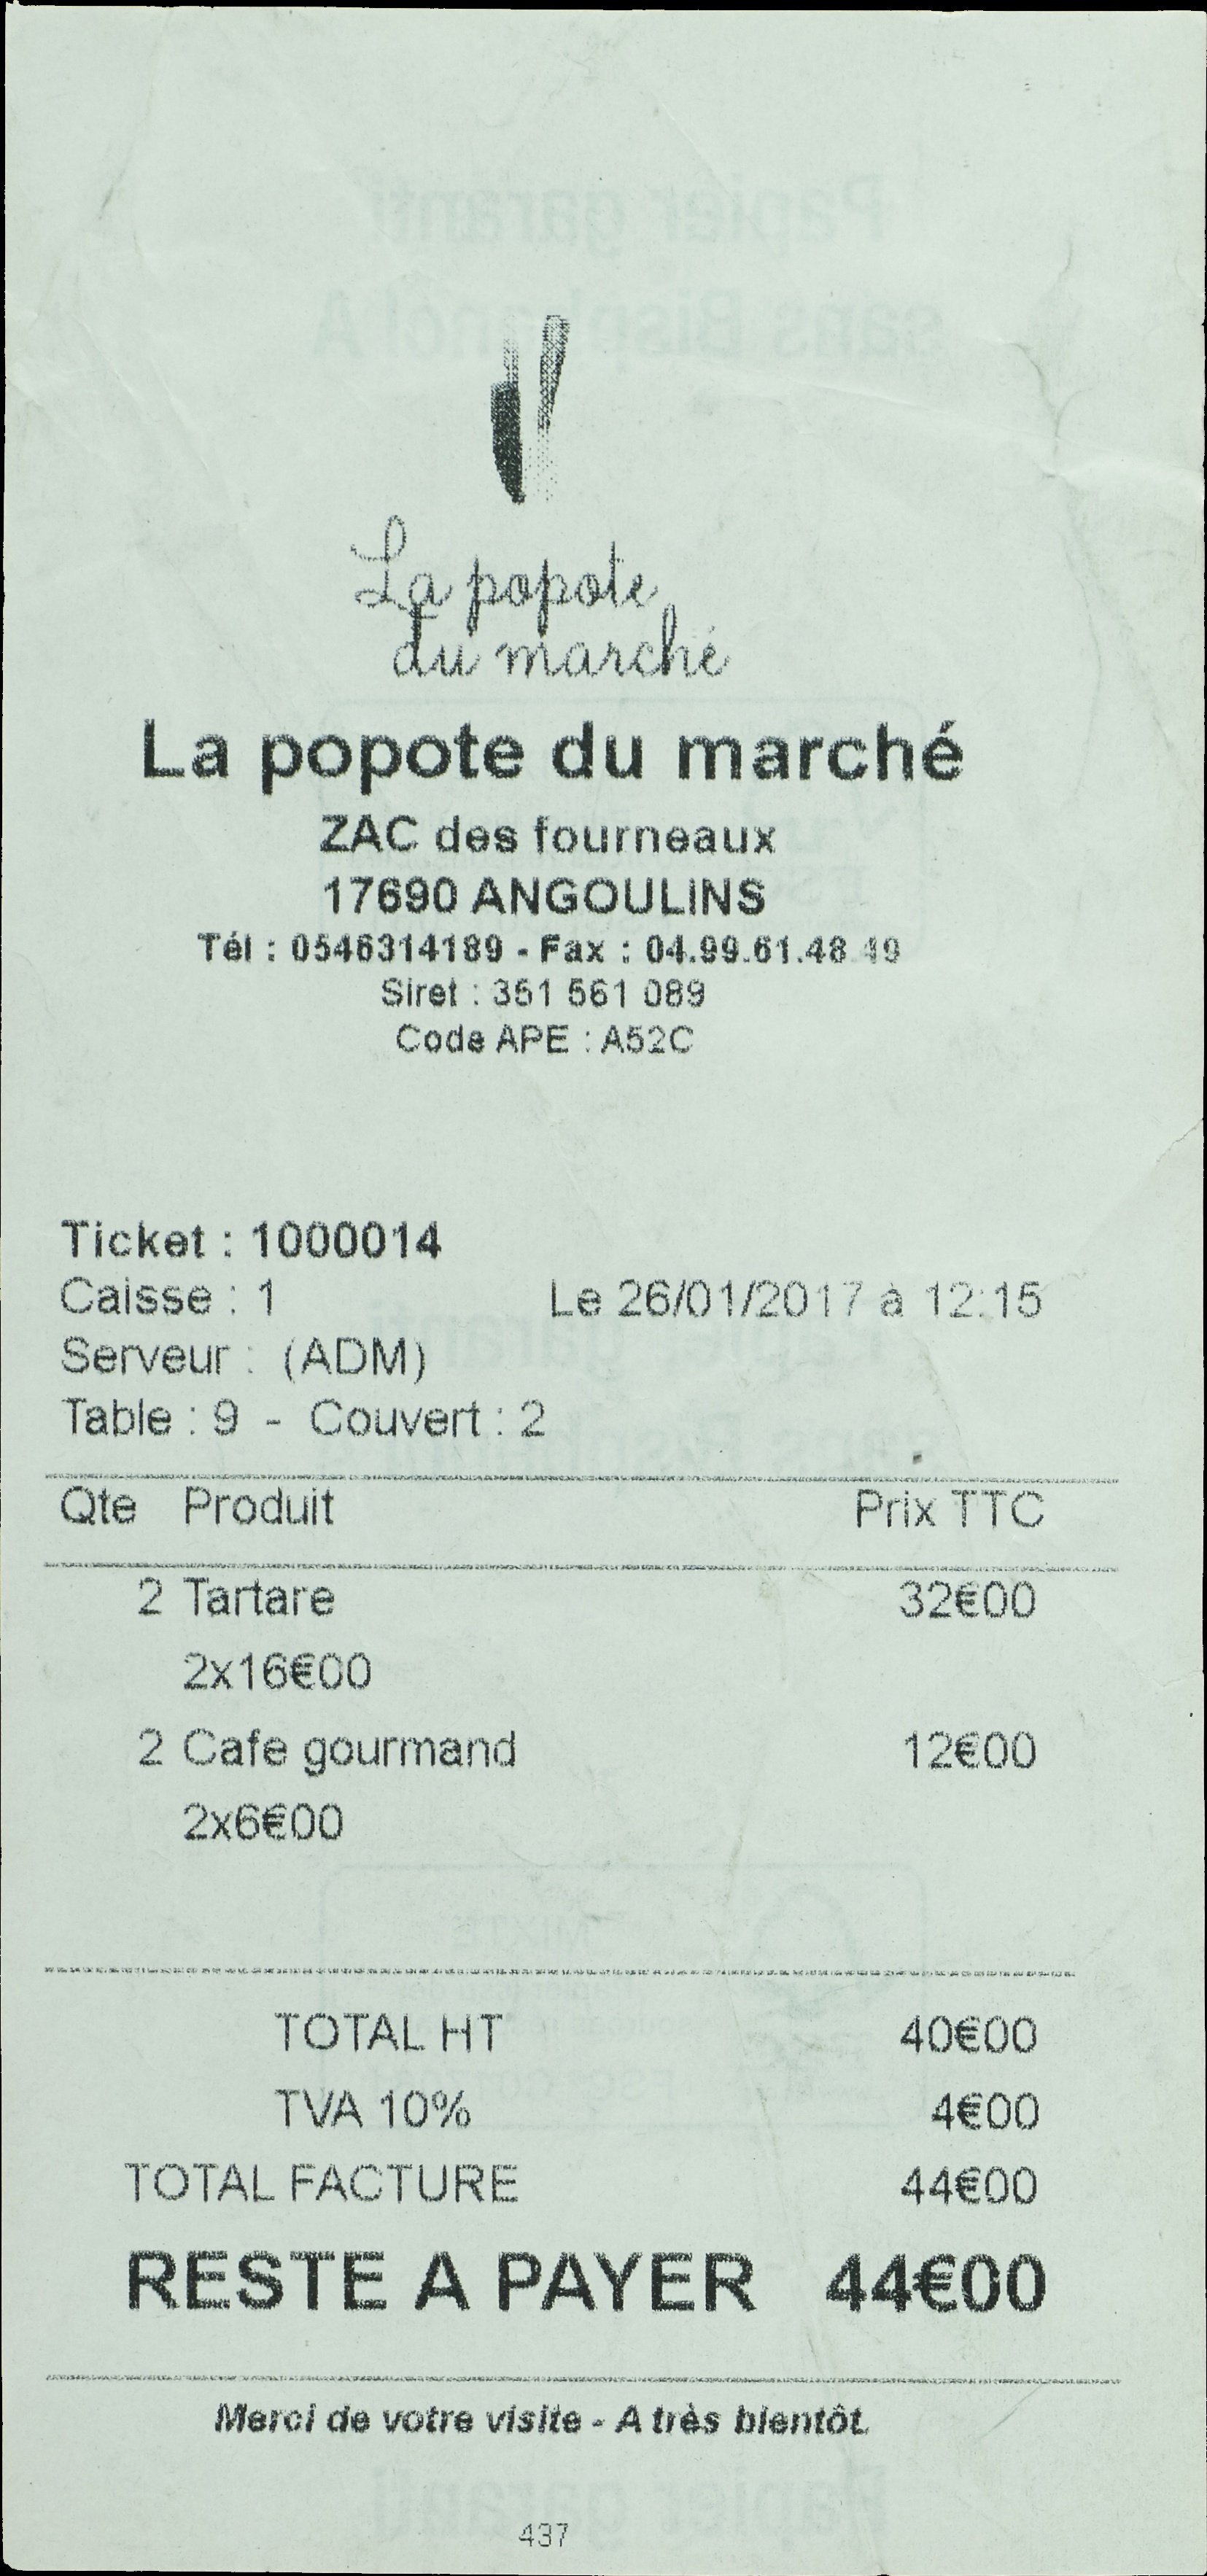 La popote
du marché
La popote du marché
ZAC des fourneaux
17690 ANGOULINS
Tél : 0546314189 - Fax : 04.99.61.48.49
Siret : 351 561 089
Code APE : A52C
Ticket : 1000014
Caisse : 1 Le 26/01/2017 à 12:15
Serveur : (ADM)
Table : 9 - Couvert : 2
Qte Produit Prix TTC
2 Tartare 32€00
2x16€00
2 Cafe gourmand 12€00
2x6€00
TOTAL HT 40€00
TVA 10% 4€00
TOTAL FACTURE 44€00
RESTE A PAYER 44€00
Merci de votre visite - A très bientôt.
437